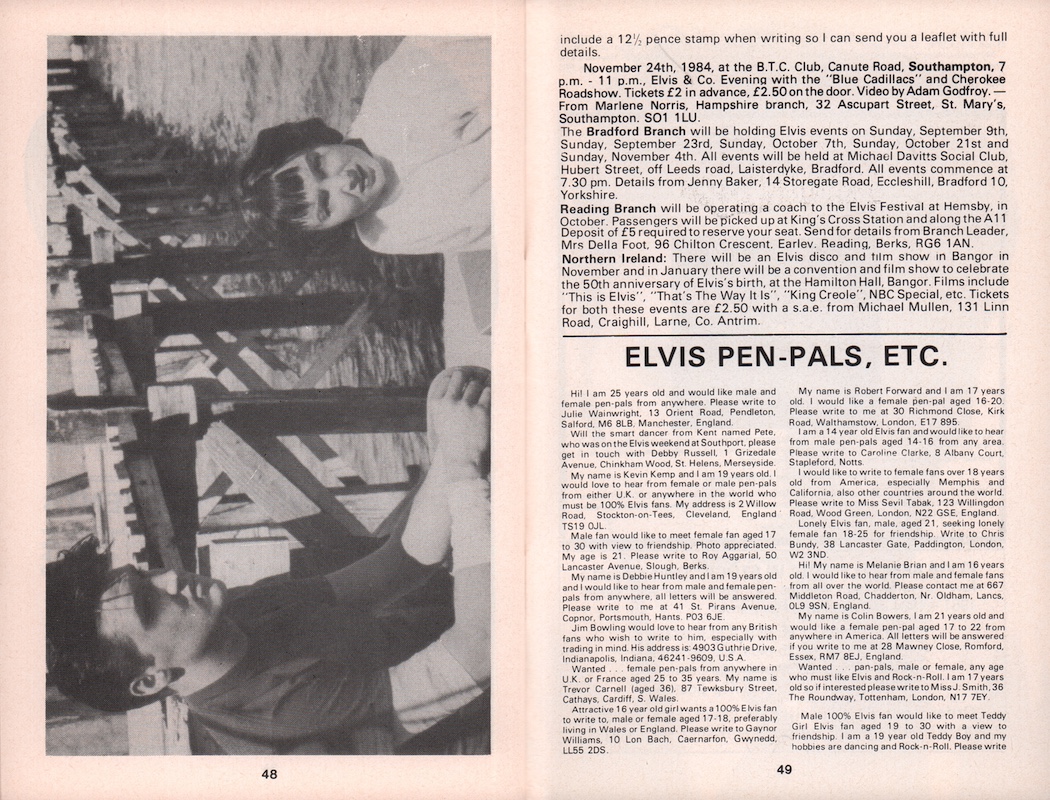 48
include a 12½ pence stamp when writing so I can send you a leaflet with full
details.
November 24th, 1984, at the B.T.C. Club, Canute Road, Southampton, 7
p.m. - 11 p.m., Elvis & Co. Evening with the "Blue Cadillacs" and Cherokee
Roadshow. Tickets £2 in advance, £2.50 on the door. Video by Adam Godfroy. —
From Marlene Norris, Hampshire branch, 32 Ascupart Street, St. Mary's,
Southampton. SO1 1LU.
The Bradford Branch will be holding Elvis events on Sunday, September 9th,
Sunday, September 23rd, Sunday, October 7th, Sunday, October 21st and
Sunday, November 4th. All events will be held at Michael Davitts Social Club,
Hubert Street, off Leeds road, Laisterdyke, Bradford. All events commence at
7.30 pm. Details from Jenny Baker, 14 Storegate Road, Eccleshill, Bradford 10,
Yorkshire.
Reading Branch will be operating a coach to the Elvis Festival at Hemsby, in
October. Passengers will be picked up at King's Cross Station and along the A11
Deposit of £5 required to reserve your seat. Send for details from Branch Leader,
Mrs Della Foot, 96 Chilton Crescent, Earley, Reading, Berks, RG6 1AN.
Northern Ireland: There will be an Elvis disco and film show in Bangor in
November and in January there will be a convention and film show to celebrate
the 50th anniversary of Elvis's birth, at the Hamilton Hall, Bangor. Films include
"This is Elvis", "That's The Way It Is", "King Creole", NBC Special, etc. Tickets
for both these events are £2.50 with a s.a.e. from Michael Mullen, 131 Linn
Road, Craighill, Larne, Co. Antrim.
ELVIS PEN-PALS, ETC.
Hi! I am 25 years old and would like male and
female pen-pals from anywhere. Please write to
Julie Wainwright, 13 Orient Road, Pendleton,
Salford, M6 8LB, Manchester, England.
Will the smart dancer from Kent named Pete,
who was on the Elvis weekend at Southport, please
get in touch with Debby Russell, 1 Grizedale
Avenue, Chinkham Wood, St. Helens, Merseyside.
My name is Kevin Kemp and I am 19 years old. I
would love to hear from female or male pen-pals
from either U.K. or anywhere in the world who
must be 100% Elvis fans. My address is 2 Willow
Road, Stockton-on-Tees, Cleveland, England
TS19 0JL.
Male fan would like to meet female fan aged 17
to 30 with view to friendship. Photo appreciated.
My age is 21. Please write to Roy Aggarial, 50
Lancaster Avenue, Slough, Berks.
My name is Debbie Huntley and I am 19 years old
and I would like to hear from male and female pen-
pals from anywhere, all letters will be answered.
Please write to me at 41 St. Pirans Avenue,
Copnor, Portsmouth, Hants. P03 6JE.
Jim Bowling would love to hear from any British
fans who wish to write to him, especially with
trading in mind. His address is: 4903 Guthrie Drive,
Indianapolis, Indiana, 46241-9609, U.S.A.
Wanted . . . female pen-pals from anywhere in
U.K. or France aged 25 to 35 years. My name is
Trevor Carnell (aged 36), 87 Tewksbury Street,
Cathays, Cardiff, S. Wales.
Attractive 16 year old girl wants a 100% Elvis fan
to write to, male or female aged 17-18, preferably
living in Wales or England. Please write to Gaynor
Williams, 10 Lon Bach, Caernarfon, Gwynedd,
LL55 2DS.
My name is Robert Forward and I am 17 years
old. I would like a female pen-pal aged 16-20.
Please write to me at 30 Richmond Close, Kirk
Road, Walthamstow, London, E17 895.
I am a 14 year old Elvis fan and would like to hear
from male pen-pals aged 14-16 from any area.
Please write to Caroline Clarke, 8 Albany Court,
Stapleford, Notts.
I would like to write to female fans over 18 years
old from America, especially Memphis and
California, also other countries around the world.
Please write to Miss Sevil Tabak, 123 Willingdon
Road, Wood Green, London, N22 GSE, England.
Lonely Elvis fan, male, aged 21, seeking lonely
female fan 18-25 for friendship. Write to Chris
Bundy, 38 Lancaster Gate, Paddington, London,
W2 3ND.
Hi! My name is Melanie Brian and I am 16 years
old. I would like to hear from male and female fans
from all over the world. Please contact me at 667
Middleton Road, Chadderton, Nr. Oldham, Lancs,
0L9 9SN, England.
My name is Colin Bowers, I am 21 years old and
would like a female pen-pal aged 17 to 22 from
anywhere in America. All letters will be answered
if you write to me at 28 Mawney Close, Romford,
Essex, RM7 8EJ, England.
Wanted . . . pan-pals, male or female, any age
who must like Elvis and Rock-n-Roll. I am 17 years
old so if interested please write to Miss J. Smith, 36
The Roundway, Tottenham, London, N17 7EY.
Male 100% Elvis fan would like to meet Teddy
Girl Elvis fan aged 19 to 30 with a view to
friendship. I am a 19 year old Teddy Boy and my
hobbies are dancing and Rock-n-Roll. Please write
49